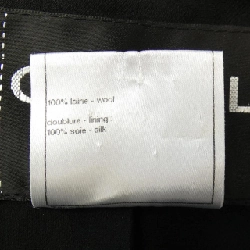 100% laine - wool
doublure - lining
100% soie - silk
C L